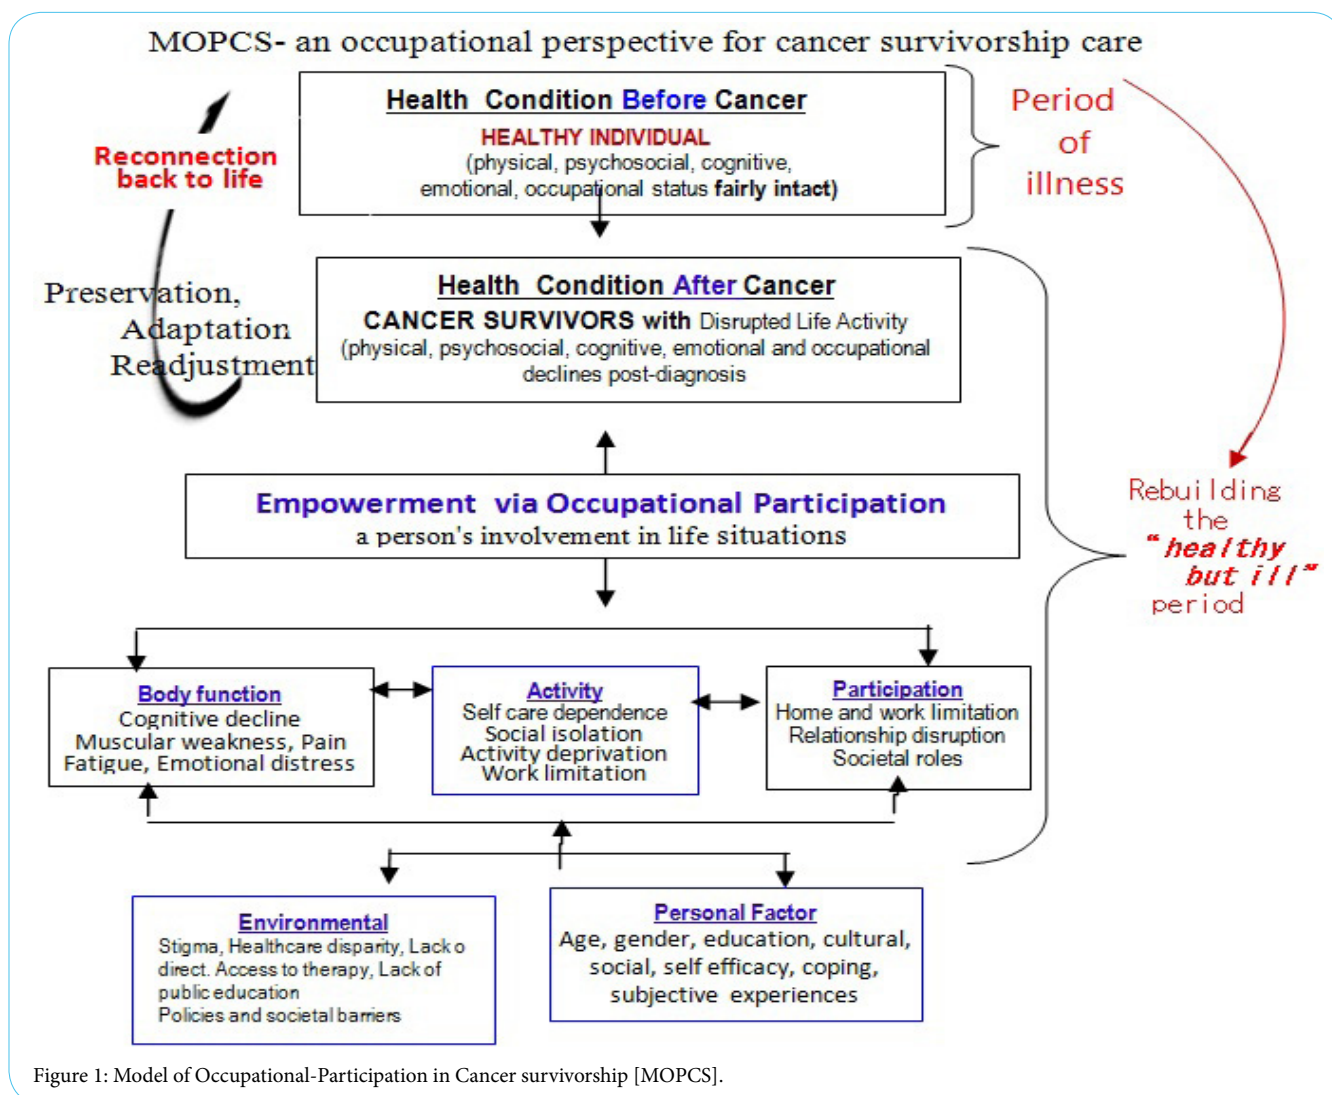 MOPCS- an occupational perspective for cancer survivorship care
Health Condition Before Cancer
HEALTHY INDIVIDUAL
(physical, psychosocial, cognitive,
emotional, occupational status fairly intact)
Period
of
illness
Reconnection
back to life
Preservation,
Adaptation
Readjustment
Health Condition After Cancer
CANCER SURVIVORS with Disrupted Life Activity
(physical, psychosocial, cognitive, emotional and occupational
declines post-diagnosis
Empowerment via Occupational Participation
a person's involvement in life situations
Rebuilding
the
“healthy
but ill”
period
Body function
Cognitive decline
Muscular weakness, Pain
Fatigue, Emotional distress
Activity
Self care dependence
Social isolation
Activity deprivation
Work limitation
Participation
Home and work limitation
Relationship disruption
Societal roles
Environmental
Stigma, Healthcare disparity, Lack o
direct. Access to therapy, Lack of
public education
Policies and societal barriers
Personal Factor
Age, gender, education, cultural,
social, self efficacy, coping,
subjective experiences
Figure 1: Model of Occupational-Participation in Cancer survivorship [MOPCS].